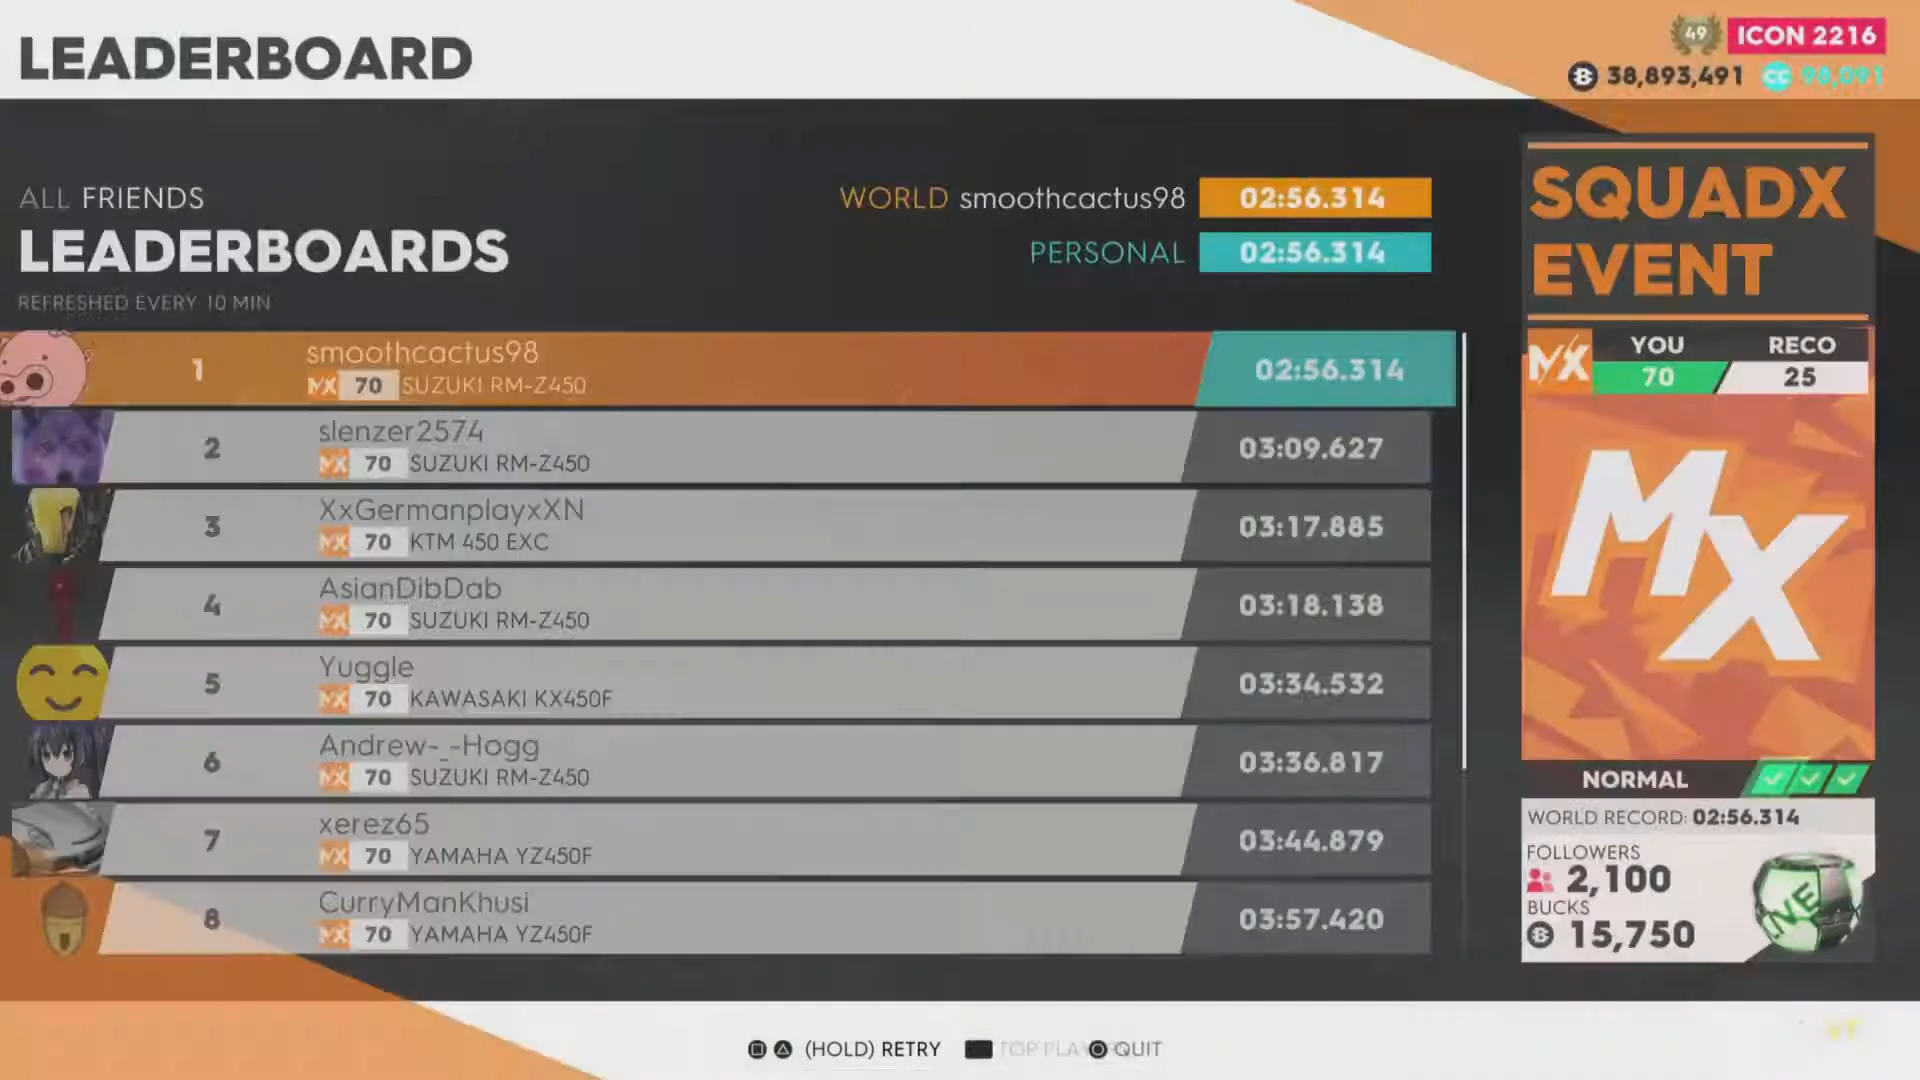 LEADERBOARD
49 ICON 2216
38,893,491 CC 98,091
ALL FRIENDS
LEADERBOARDS
REFRESHED EVERY 10 MIN
WORLD smoothcactus98 02:56.314
PERSONAL 02:56.314
1 smoothcactus98 02:56.314
MX 70 SUZUKI RM-Z450
2 slenzer2574 03:09.627
MX 70 SUZUKI RM-Z450
3 XxGermanplayxXN 03:17.885
MX 70 KTM 450 EXC
4 AsianDibDab 03:18.138
MX 70 SUZUKI RM-Z450
5 Yuggle 03:34.532
MX 70 KAWASAKI KX450F
6 Andrew-_-Hogg 03:36.817
MX 70 SUZUKI RM-Z450
7 xerez65 03:44.879
MX 70 YAMAHA YZ450F
8 CurryManKhusi 03:57.420
MX 70 YAMAHA YZ450F
SQUADX
EVENT
MX YOU RECO
70 25
MX
NORMAL
WORLD RECORD: 02:56.314
FOLLOWERS
2,100
BUCKS
15,750
LIVE
(HOLD) RETRY QUIT